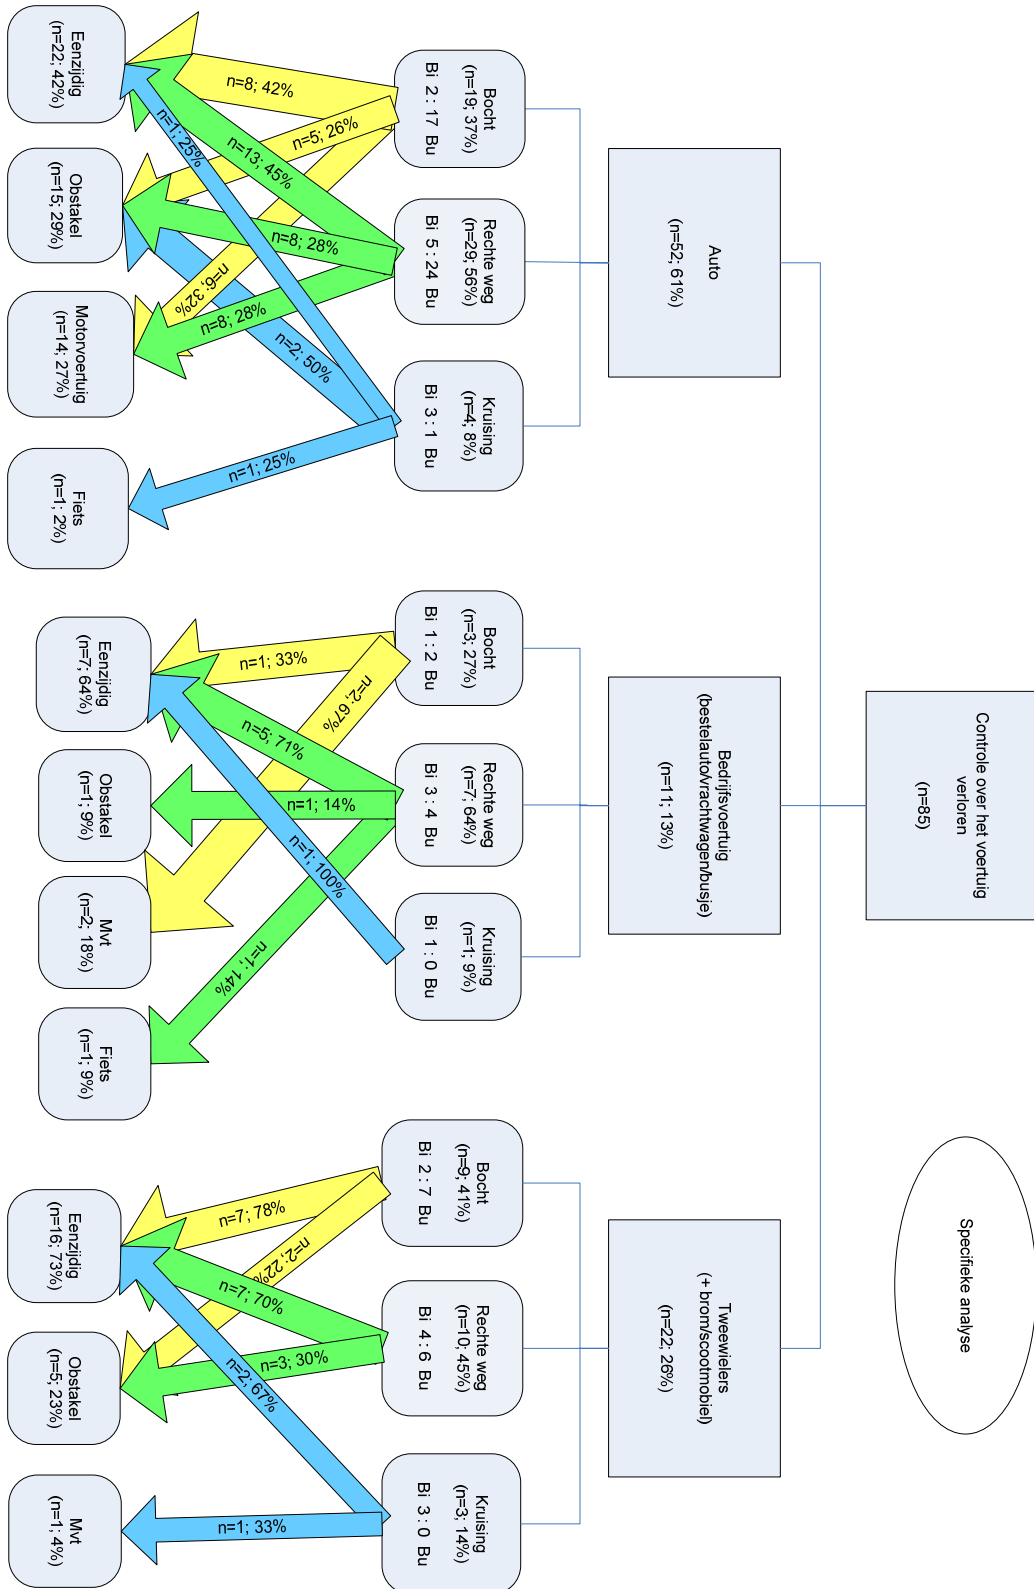 Specifieke analyse
Controle over het voertuig
verloren
(n=85)
Auto
(n=52; 61%)
Bedrijfsvoertuig
(bestelauto/vrachtwagen/busje)
(n=11; 13%)
Tweewielers
(+ brom/scootmobiel)
(n=22; 26%)
Bocht
(n=19; 37%)
Bi 2 : 17 Bu
Rechte weg
(n=29; 56%)
Bi 5 : 24 Bu
Kruising
(n=4; 8%)
Bi 3 : 1 Bu
Bocht
(n=3; 27%)
Bi 1 : 2 Bu
Rechte weg
(n=7; 64%)
Bi 3 : 4 Bu
Kruising
(n=1; 9%)
Bi 1 : 0 Bu
Bocht
(n=9; 41%)
Bi 2 : 7 Bu
Rechte weg
(n=10; 45%)
Bi 4 : 6 Bu
Kruising
(n=3; 14%)
Bi 3 : 0 Bu
n=8; 42%
n=5; 26%
n=6; 32%
n=13; 45%
n=8; 28%
n=8; 28%
n=1; 25%
n=2; 50%
n=1; 25%
n=1; 33%
n=2; 67%
n=5; 71%
n=1; 14%
n=1; 14%
n=1; 100%
n=7; 78%
n=2; 22%
n=7; 70%
n=3; 30%
n=2; 67%
n=1; 33%
Eenzijdig
(n=22; 42%)
Obstakel
(n=15; 29%)
Motorvoertuig
(n=14; 27%)
Fiets
(n=1; 2%)
Eenzijdig
(n=7; 64%)
Obstakel
(n=1; 9%)
Mvt
(n=2; 18%)
Fiets
(n=1; 9%)
Eenzijdig
(n=16; 73%)
Obstakel
(n=5; 23%)
Mvt
(n=1; 4%)